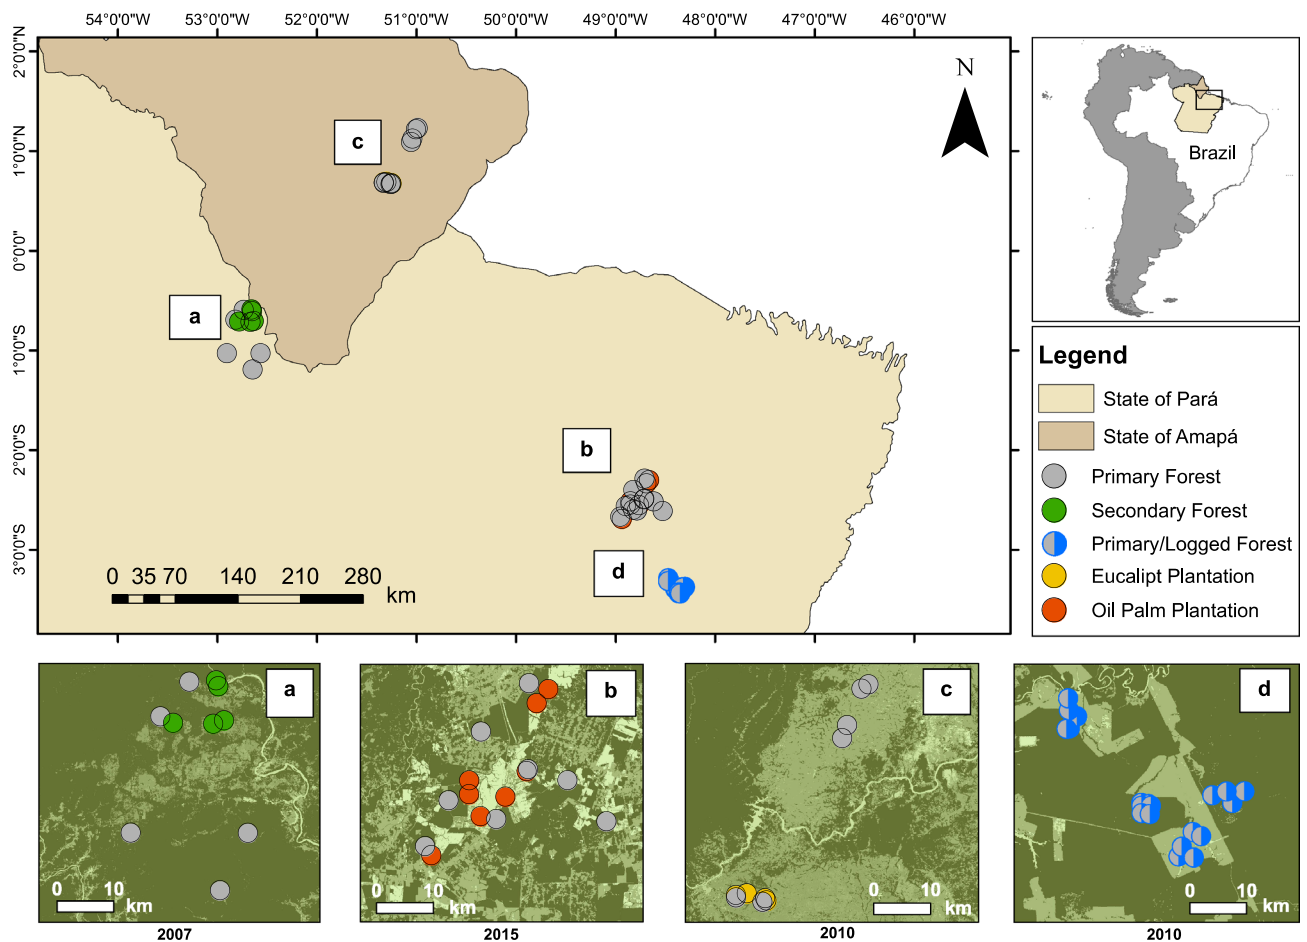 54°0'0"W 53°0'0"W 52°0'0"W 51°0'0"W 50°0'0"W 49°0'0"W 48°0'0"W 47°0'0"W 46°0'0"W
2°0'0"N
1°0'0"N
0°0'0"
1°0'0"S
2°0'0"S
3°0'0"S
N
c
a
b
d
0 35 70 140 210 280
km
Brazil
Legend
State of Pará
State of Amapá
Primary Forest
Secondary Forest
Primary/Logged Forest
Eucalipt Plantation
Oil Palm Plantation
a
0 10
km
2007
b
0 10
km
2015
c
0 10
km
2010
d
0 10
km
2010